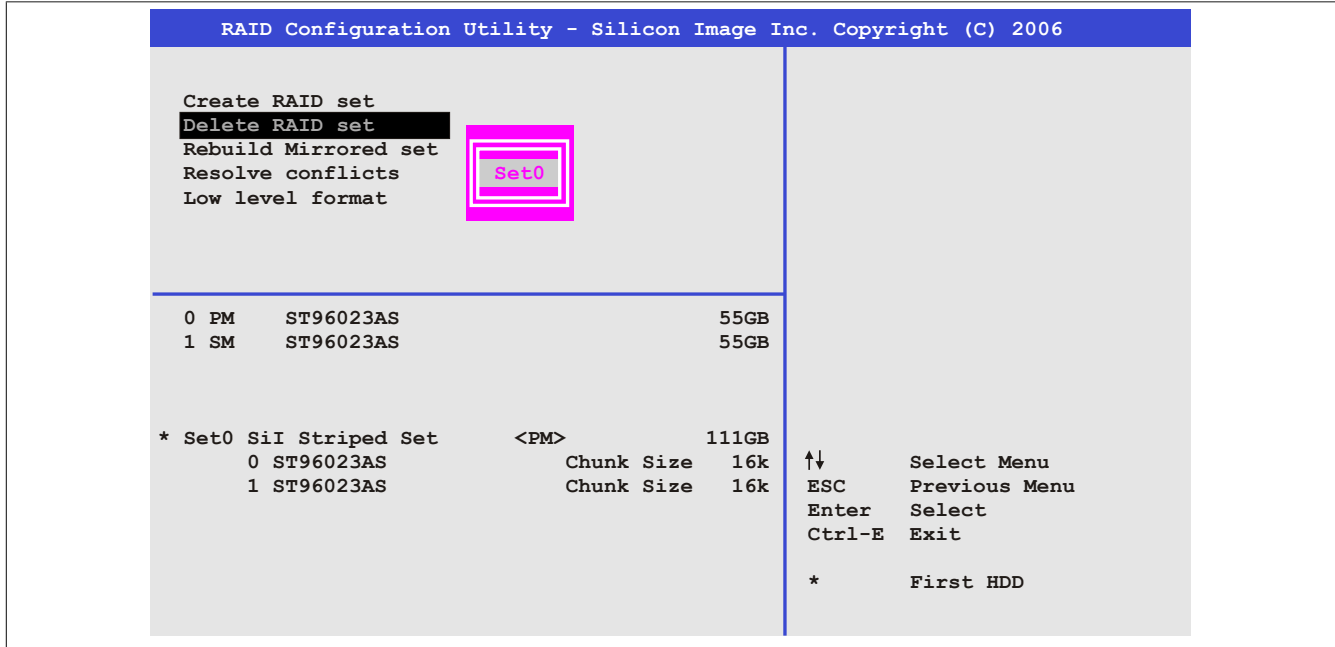 RAID Configuration Utility - Silicon Image Inc. Copyright (C) 2006
Create RAID set
Delete RAID set
Rebuild Mirrored set
Resolve conflicts
Low level format
Set0
0 PM ST96023AS 55GB
1 SM ST96023AS 55GB
* Set0 SiI Striped Set <PM> 111GB
0 ST96023AS Chunk Size 16k
1 ST96023AS Chunk Size 16k
↑↓ Select Menu
ESC Previous Menu
Enter Select
Ctrl-E Exit
* First HDD